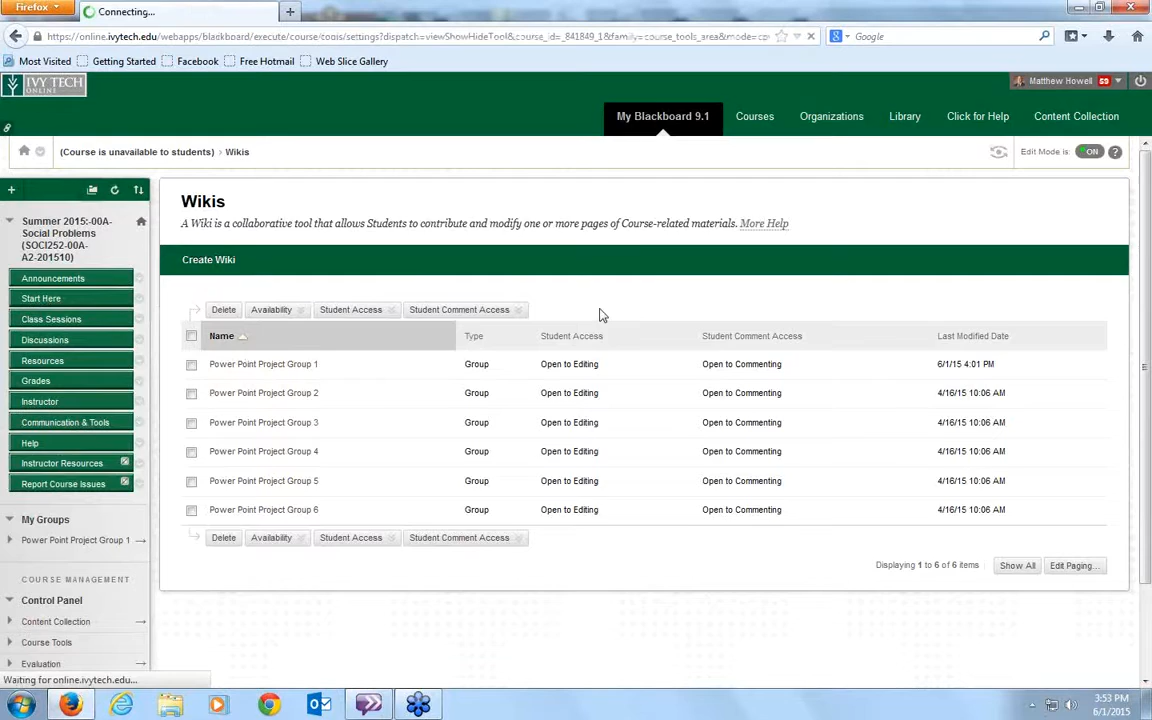 Firefox
Connecting...
https://online.ivytech.edu/webapps/blackboard/execute/course/tools/settings?dispatch=viewShowHideTool&course_id=_841849_1&family=course_tools_area&mode=cp
Google
Most Visited
Getting Started
Facebook
Free Hotmail
Web Slice Gallery
IVY TECH
ONLINE
Matthew Howell
59
My Blackboard 9.1
Courses
Organizations
Library
Click for Help
Content Collection
(Course is unavailable to students) > Wikis
Edit Mode is:
ON
?
Summer 2015:-00A-
Social Problems
(SOCI252-00A-
A2-201510)
Announcements
Start Here
Class Sessions
Discussions
Resources
Grades
Instructor
Communication & Tools
Help
Instructor Resources
Report Course Issues
My Groups
Power Point Project Group 1
COURSE MANAGEMENT
Control Panel
Content Collection
Course Tools
Evaluation
Wikis
A Wiki is a collaborative tool that allows Students to contribute and modify one or more pages of Course-related materials. More Help
Create Wiki
Delete Availability Student Access Student Comment Access
Name Type Student Access Student Comment Access Last Modified Date
Power Point Project Group 1 Group Open to Editing Open to Commenting 6/1/15 4:01 PM
Power Point Project Group 2 Group Open to Editing Open to Commenting 4/16/15 10:06 AM
Power Point Project Group 3 Group Open to Editing Open to Commenting 4/16/15 10:06 AM
Power Point Project Group 4 Group Open to Editing Open to Commenting 4/16/15 10:06 AM
Power Point Project Group 5 Group Open to Editing Open to Commenting 4/16/15 10:06 AM
Power Point Project Group 6 Group Open to Editing Open to Commenting 4/16/15 10:06 AM
Delete Availability Student Access Student Comment Access
Displaying 1 to 6 of 6 items Show All Edit Paging...
Waiting for online.ivytech.edu...
3:53 PM
6/1/2015